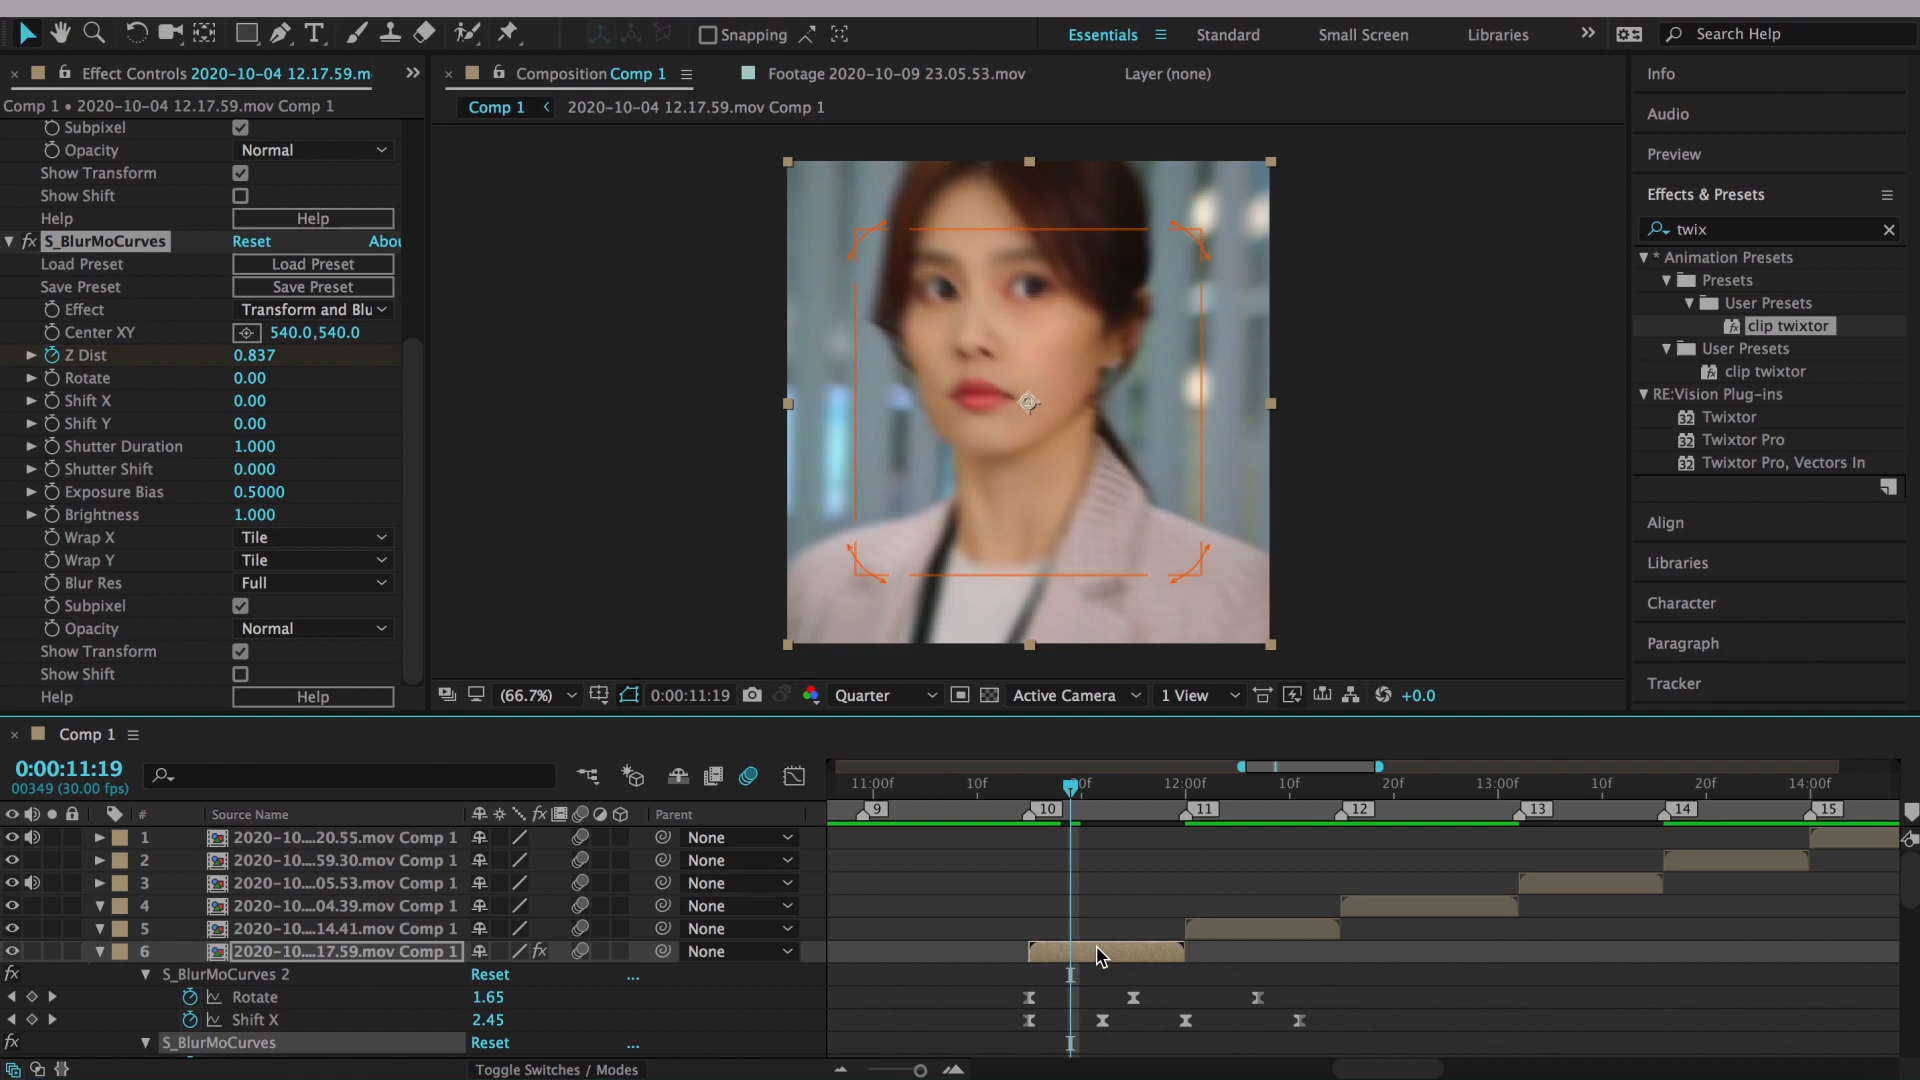 Snapping
Essentials
Standard
Small Screen
Libraries
Search Help
Effect Controls 2020-10-04 12.17.59.m
Composition Comp 1
Footage 2020-10-09 23.05.53.mov
Layer (none)
Info
Comp 1 • 2020-10-04 12.17.59.mov Comp 1
Comp 1
2020-10-04 12.17.59.mov Comp 1
Audio
Preview
Effects & Presets
twix
* Animation Presets
Presets
User Presets
clip twixtor
User Presets
clip twixtor
RE:Vision Plug-ins
32 Twixtor
32 Twixtor Pro
32 Twixtor Pro, Vectors In
Align
Libraries
Character
Paragraph
Tracker
Subpixel
Opacity Normal
Show Transform
Show Shift
Help Help
fx S_BlurMoCurves Reset Abou
Load Preset Load Preset
Save Preset Save Preset
Effect Transform and Blu
Center XY 540.0,540.0
Z Dist 0.837
Rotate 0.00
Shift X 0.00
Shift Y 0.00
Shutter Duration 1.000
Shutter Shift 0.000
Exposure Bias 0.5000
Brightness 1.000
Wrap X Tile
Wrap Y Tile
Blur Res Full
Subpixel
Opacity Normal
Show Transform
Show Shift
Help Help
(66.7%) 0:00:11:19 Quarter Active Camera 1 View +0.0
Comp 1
0:00:11:19
00349 (30.00 fps)
11:00f 10f 12:00f 10f 20f 13:00f 10f 20f 14:00f
9 10 11 12 13 14 15
# Source Name fx Parent
1 2020-10....20.55.mov Comp 1 None
2 2020-10....59.30.mov Comp 1 None
3 2020-10....05.53.mov Comp 1 None
4 2020-10....04.39.mov Comp 1 None
5 2020-10....14.41.mov Comp 1 None
6 2020-10....17.59.mov Comp 1 fx None
fx S_BlurMoCurves 2 Reset ...
Rotate 1.65
Shift X 2.45
fx S_BlurMoCurves Reset ...
Toggle Switches / Modes